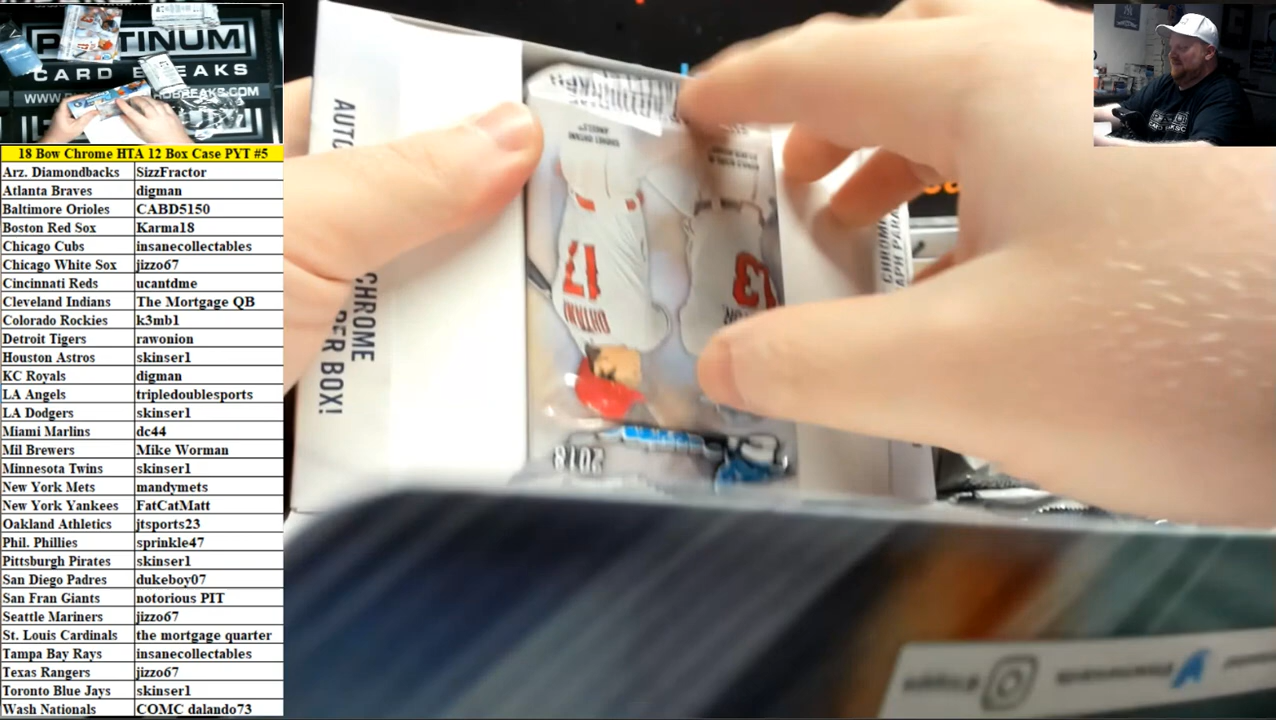 PLATINUM
CARD BREAKS
18 Bow Chrome HTA 12 Box Case PYT #5
Arz. Diamondbacks SizzFractor
Atlanta Braves digman
Baltimore Orioles CABD5150
Boston Red Sox Karma18
Chicago Cubs insanecollectables
Chicago White Sox jizzo67
Cincinnati Reds ucantdme
Cleveland Indians The Mortgage QB
Colorado Rockies k3mb1
Detroit Tigers rawonion
Houston Astros skinser1
KC Royals digman
LA Angels tripledoublesports
LA Dodgers skinser1
Miami Marlins dc44
Mil Brewers Mike Worman
Minnesota Twins skinser1
New York Mets mandymets
New York Yankees FatCatMatt
Oakland Athletics jtsports23
Phil. Phillies sprinkle47
Pittsburgh Pirates skinser1
San Diego Padres dukeboy07
San Fran Giants notorious PIT
Seattle Mariners jizzo67
St. Louis Cardinals the mortgage quarter
Tampa Bay Rays insanecollectables
Texas Rangers jizzo67
Toronto Blue Jays skinser1
Wash Nationals COMC dalando73
CHROME
BOX!
SHOHEI OHTANI
ANGELS
17
OHTANI
13
2018